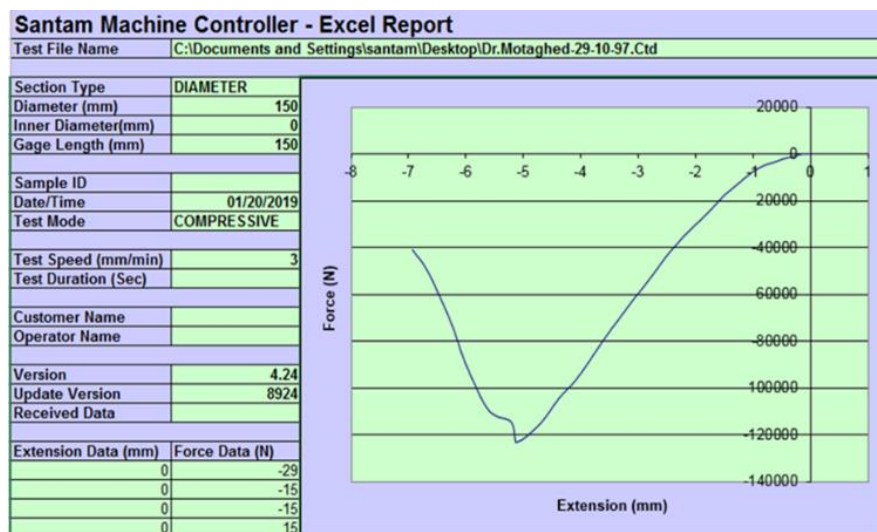 Santam Machine Controller - Excel Report
Test File Name C:\Documents and Settings\santam\Desktop\Dr.Motaghed-29-10-97.Ctd
Section Type DIAMETER
Diameter (mm) 150
Inner Diameter(mm) 0
Gage Length (mm) 150
Sample ID
Date/Time 01/20/2019
Test Mode COMPRESSIVE
Test Speed (mm/min) 3
Test Duration (Sec)
Customer Name
Operator Name
Version 4.24
Update Version 8924
Received Data
Extension Data (mm) Force Data (N)
0 -29
0 -15
0 -15
0 15
20000
0
-8 -7 -6 -5 -4 -3 -2 -1 0 1
-20000
-40000
-60000
-80000
-100000
-120000
-140000
Force (N)
Extension (mm)